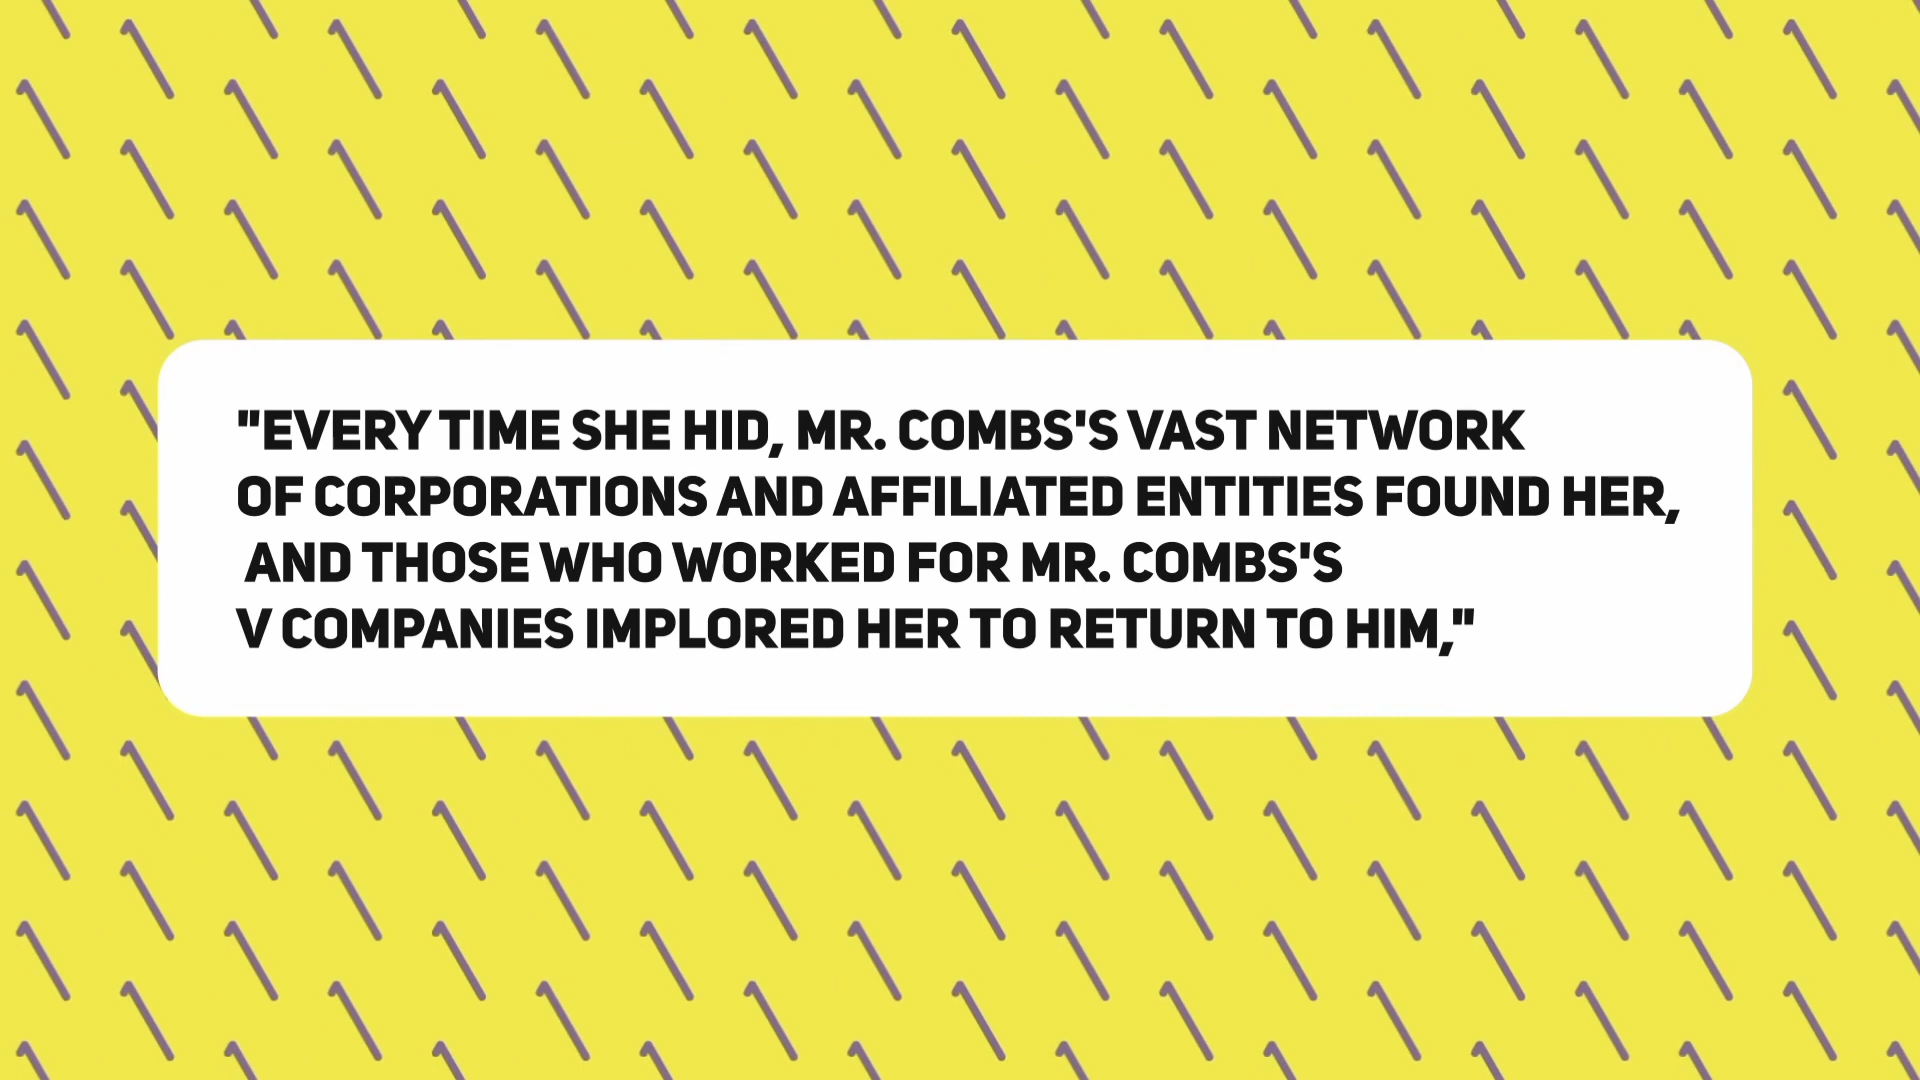 "EVERY TIME SHE HID, MR. COMBS'S VAST NETWORK
OF CORPORATIONS AND AFFILIATED ENTITIES FOUND HER,
AND THOSE WHO WORKED FOR MR. COMBS'S
V COMPANIES IMPLORED HER TO RETURN TO HIM,"